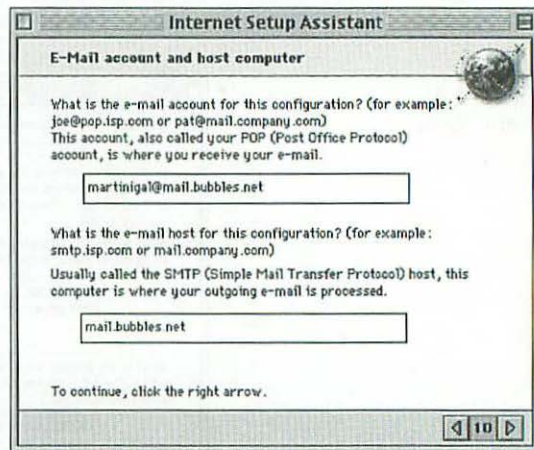 Internet Setup Assistant
E-Mail account and host computer
What is the e-mail account for this configuration? (for example:
joe@pop.isp.com or pat@mail.company.com)
This account, also called your POP (Post Office Protocol)
account, is where you receive your e-mail.
martinigal@mail.bubbles.net
What is the e-mail host for this configuration? (for example:
smtp.isp.com or mail.company.com)
Usually called the SMTP (Simple Mail Transfer Protocol) host, this
computer is where your outgoing e-mail is processed.
mail.bubbles.net
To continue, click the right arrow.
10